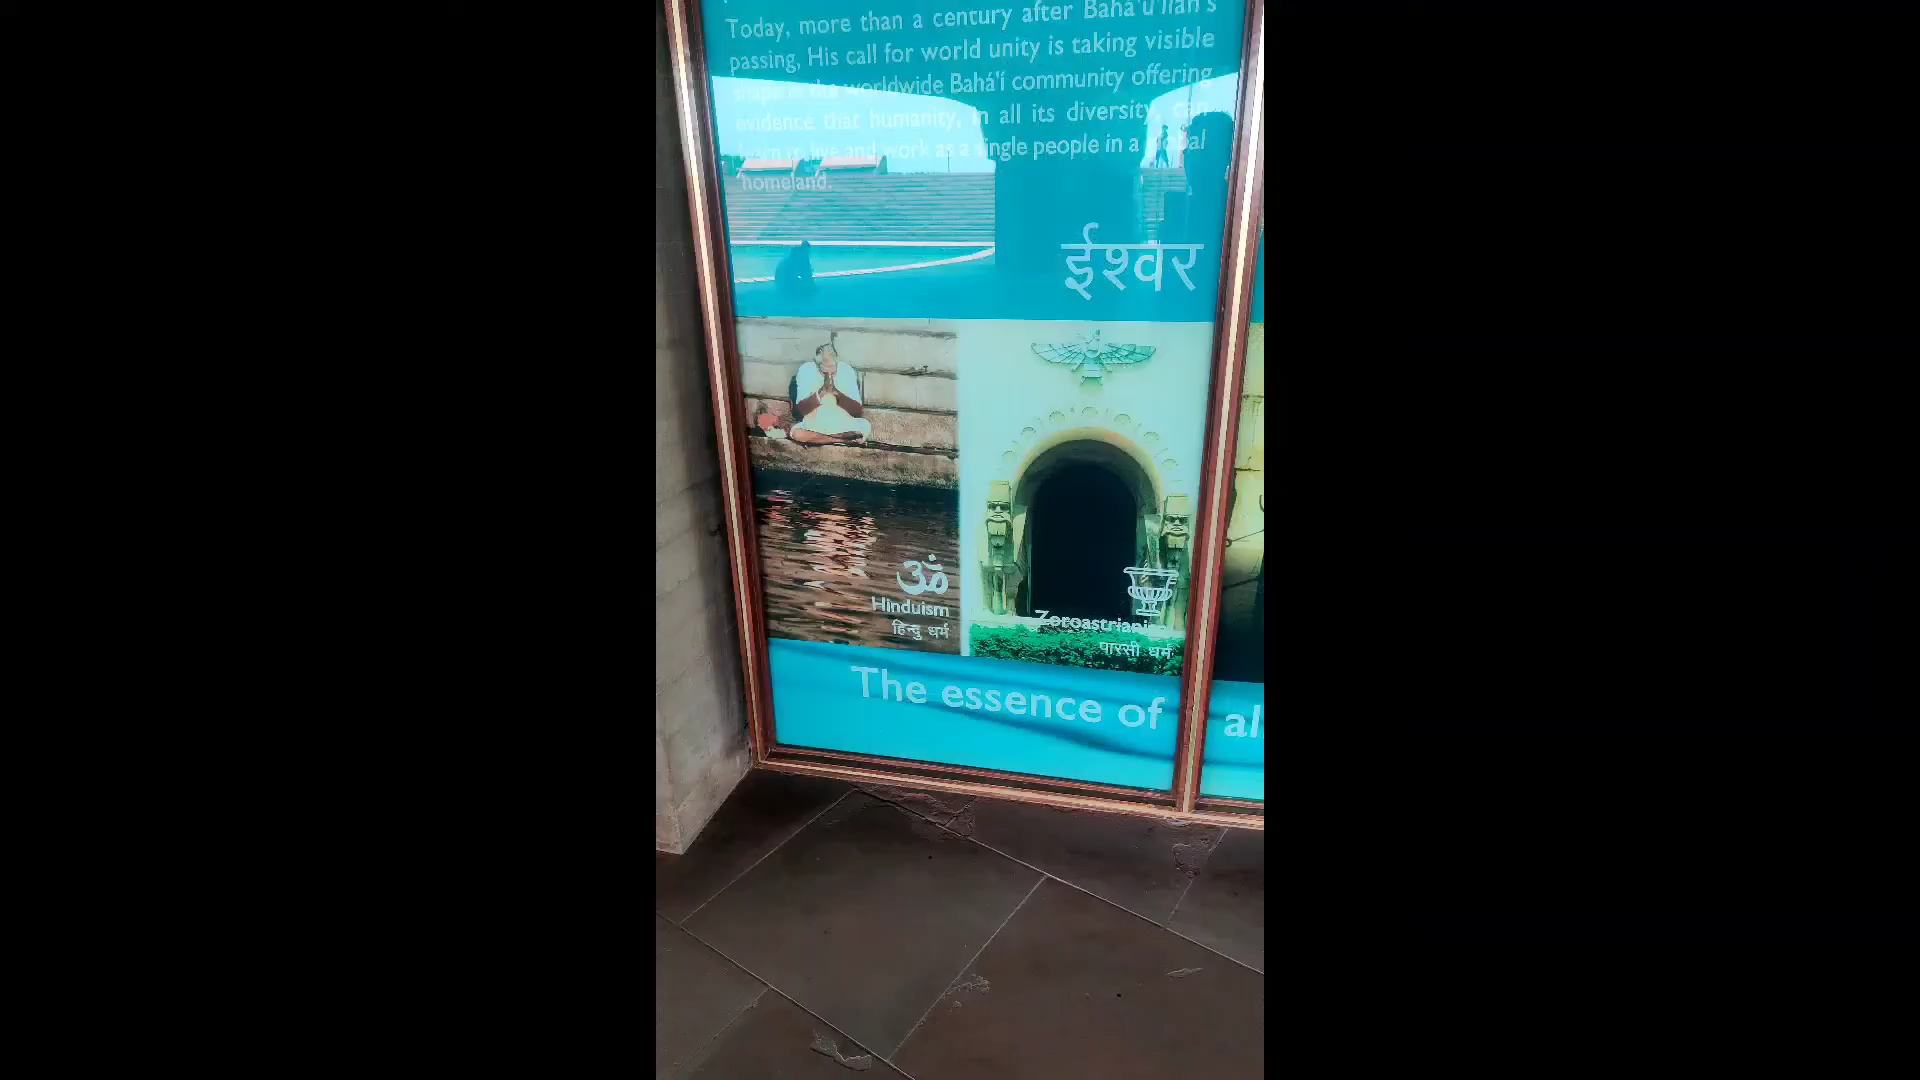 Today, more than a century after Bahá'u'lláh's
passing, His call for world unity is taking visible
shape in the worldwide Bahá'í community offering
evidence that humanity, in all its diversity, can
learn to live and work as a single people in a global
homeland.
ईश्वर
ॐ
Hinduism
हिन्दु धर्म
Zoroastriani
पारसी धर्म
The essence of al